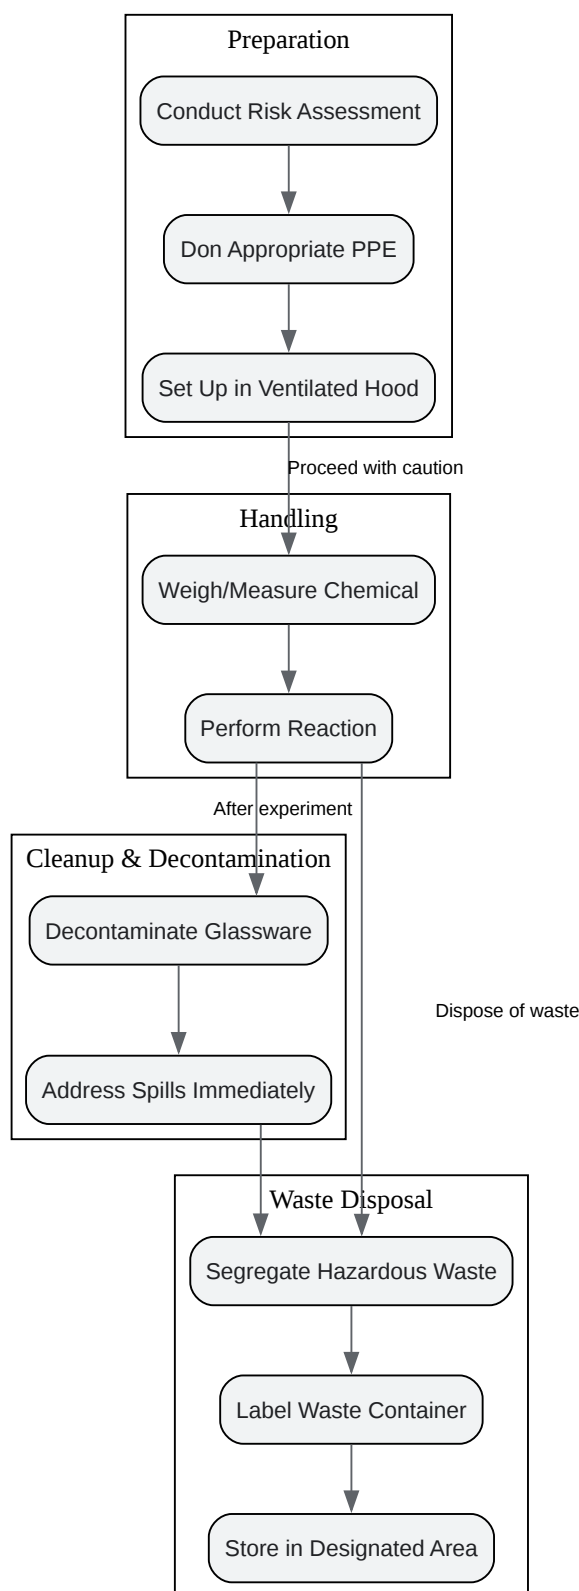 Preparation
Conduct Risk Assessment
Don Appropriate PPE
Set Up in Ventilated Hood
Proceed with caution
Handling
Weigh/Measure Chemical
Perform Reaction
After experiment
Cleanup & Decontamination
Decontaminate Glassware
Dispose of waste
Address Spills Immediately
Waste Disposal
Segregate Hazardous Waste
Label Waste Container
Store in Designated Area